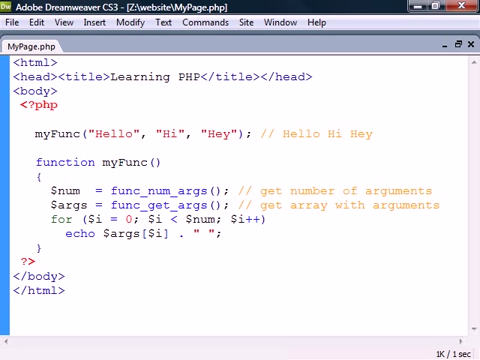 Dw Adobe Dreamweaver CS3 - [Z:\website\MyPage.php]
File Edit View Insert Modify Text Commands Site Window Help
MyPage.php
<html>
<head><title>Learning PHP</title></head>
<body>
<?php
myFunc("Hello", "Hi", "Hey"); // Hello Hi Hey
function myFunc()
{
$num = func_num_args(); // get number of arguments
$args = func_get_args(); // get array with arguments
for ($i = 0; $i < $num; $i++)
echo $args[$i] . " ";
}
?>
</body>
</html>
1K / 1 sec